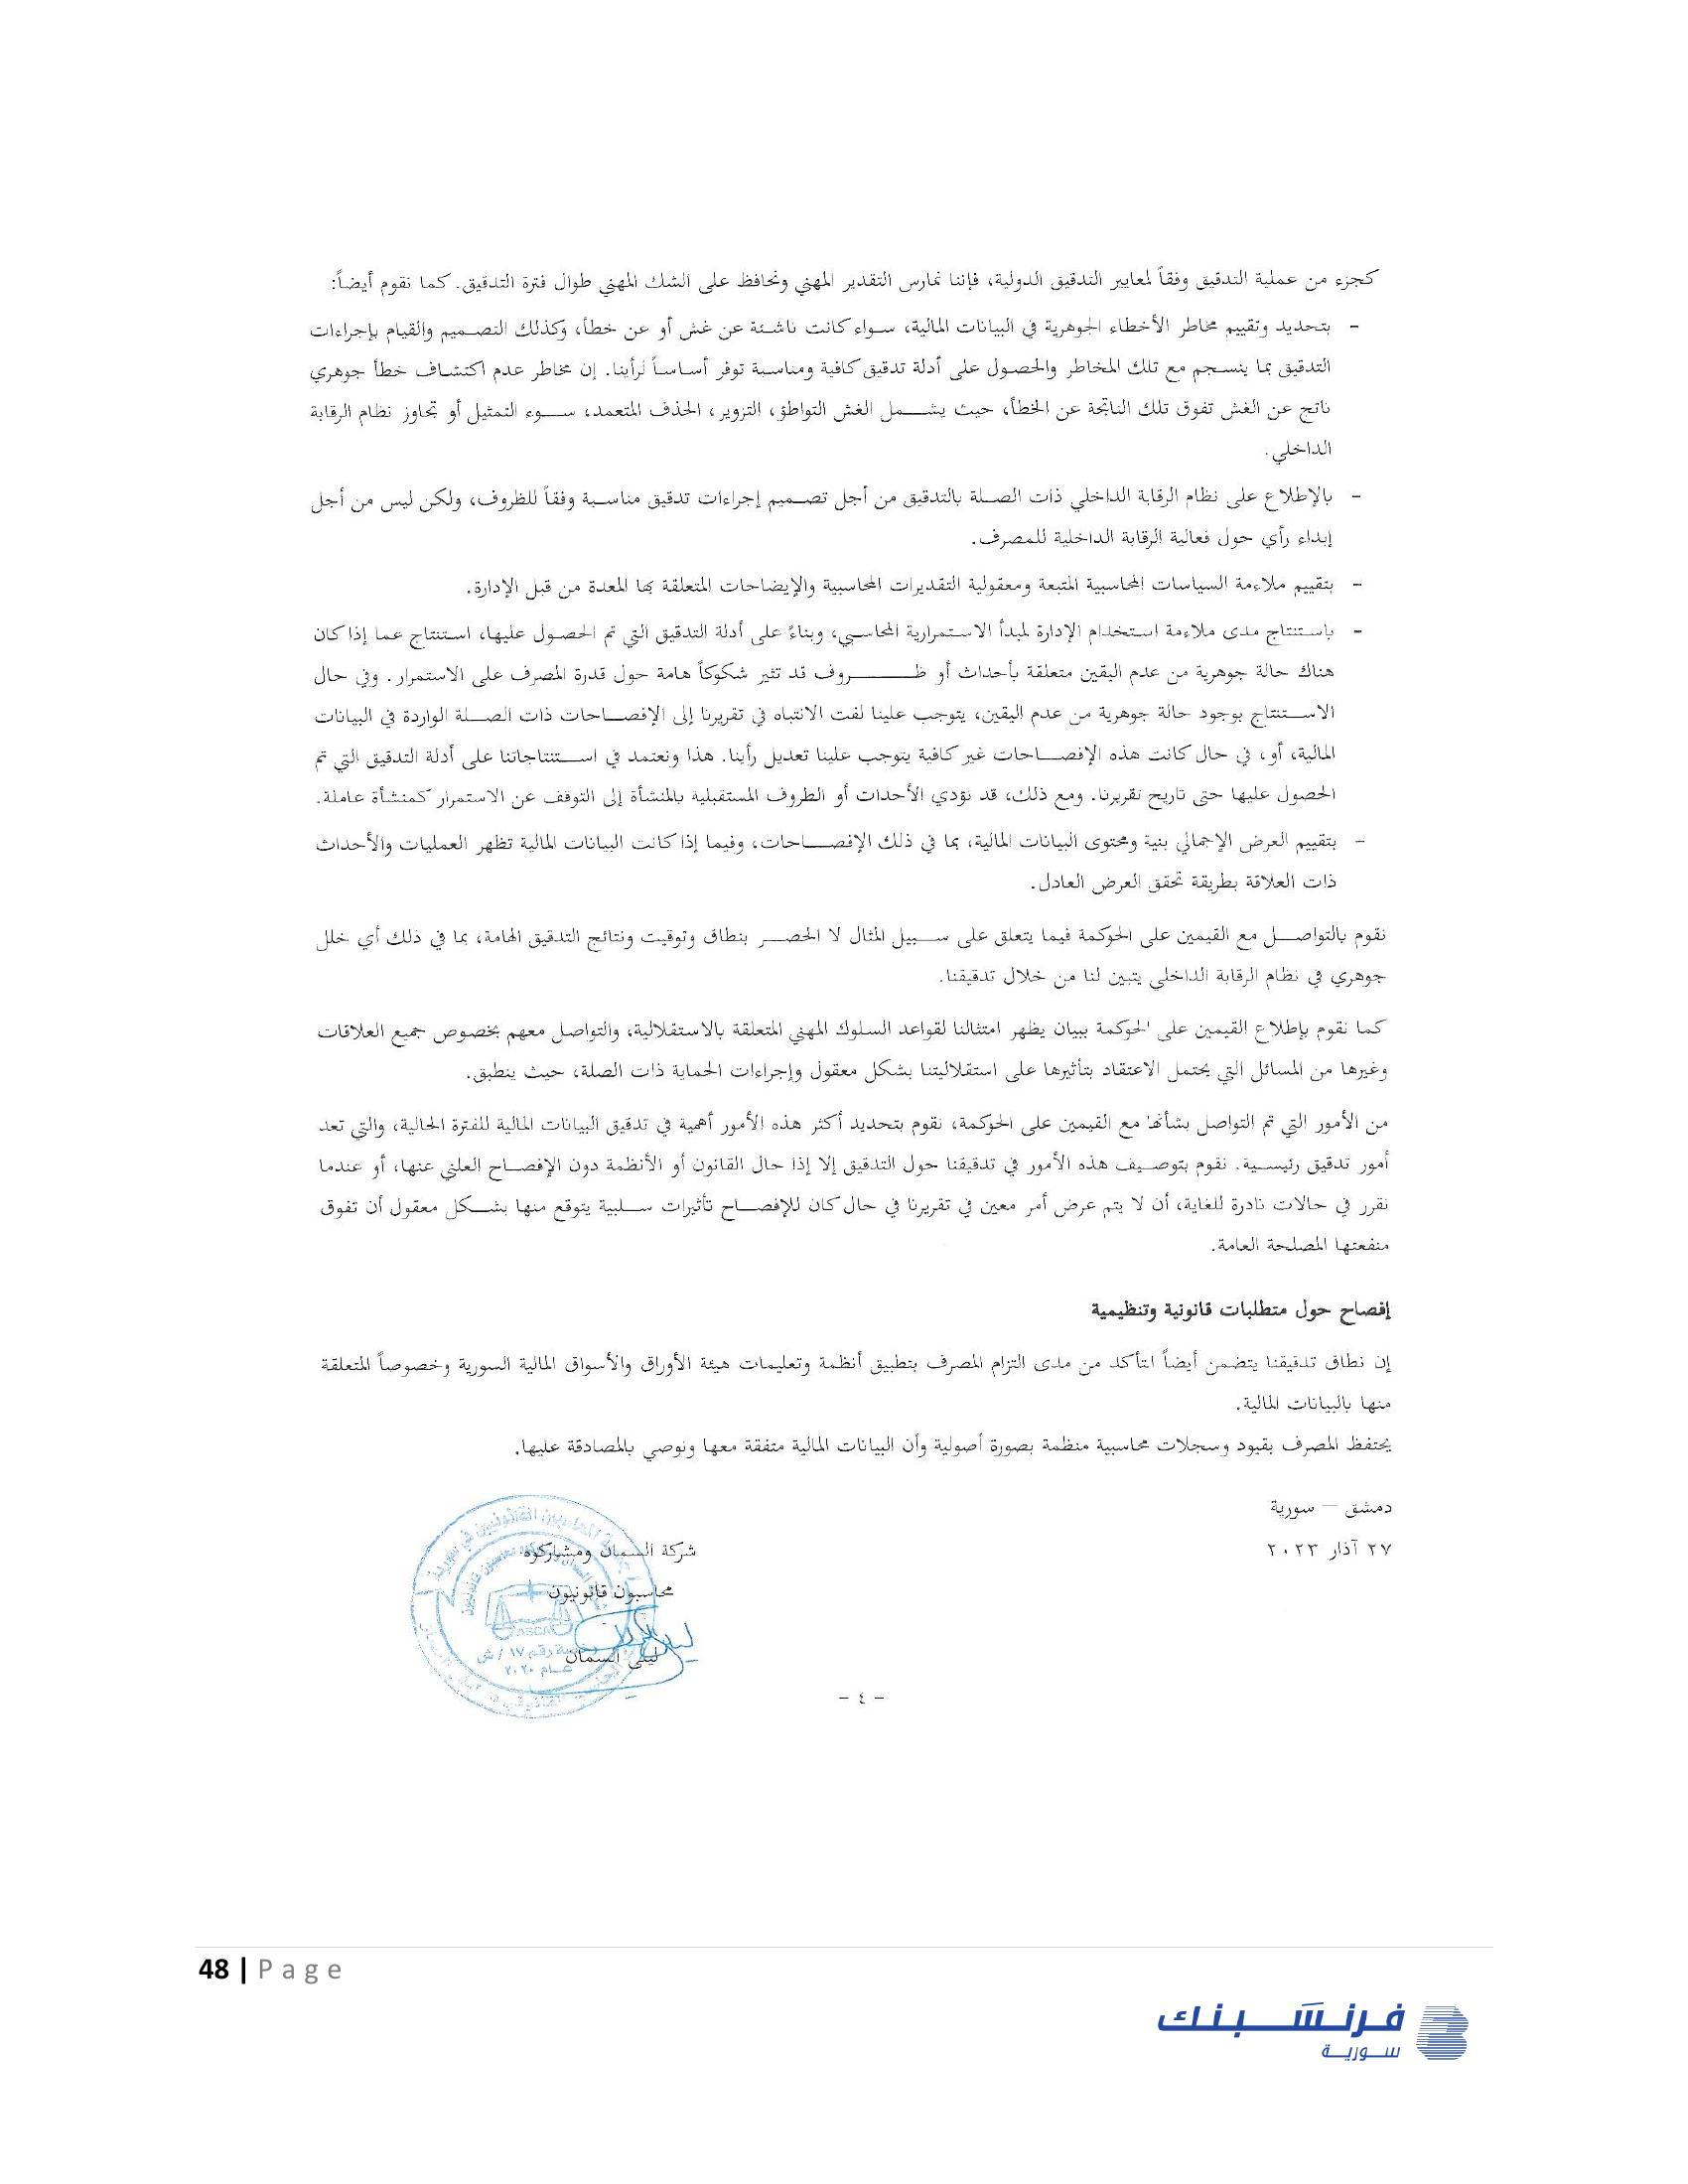 كجزء من عملية التدقيق وفقاً لمعايير التدقيق الدولية، فإننا نمارس التقدير المهني ونحافظ على الشك المهني طوال فترة التدقيق. كما نقوم أيضاً:
- بتحديد وتقييم مخاطر الأخطاء الجوهرية في البيانات المالية، سواء كانت ناشئة عن غش أو عن خطأ، وكذلك التصميم والقيام بإجراءات
التدقيق بما ينسجم مع تلك المخاطر والحصول على أدلة تدقيق كافية ومناسبة توفر أساساً لرأينا. إن مخاطر عدم اكتشاف خطأ جوهري
ناتج عن الغش تفوق تلك الناتجة عن الخطأ، حيث يشمل الغش التواطؤ، التزوير، الحذف المتعمد، سوء التمثيل أو تجاوز نظام الرقابة
الداخلي.
- بالإطلاع على نظام الرقابة الداخلي ذات الصلة بالتدقيق من أجل تصميم إجراءات تدقيق مناسبة وفقاً للظروف، ولكن ليس من أجل
إبداء رأي حول فعالية الرقابة الداخلية للمصرف.
- بتقييم ملاءمة السياسات المحاسبية المتبعة ومعقولية التقديرات المحاسبية والإيضاحات المتعلقة بها المعدة من قبل الإدارة.
- باستنتاج مدى ملاءمة استخدام الإدارة لمبدأ الاستمرارية المحاسبي، وبناءً على أدلة التدقيق التي تم الحصول عليها، استنتاج عما إذا كان
هناك حالة جوهرية من عدم اليقين متعلقة بأحداث أو ظروف قد تثير شكوكاً هامة حول قدرة المصرف على الاستمرار. وفي حال
الاستنتاج بوجود حالة جوهرية من عدم اليقين، يتوجب علينا لفت الانتباه في تقريرنا إلى الإفصاحات ذات الصلة الواردة في البيانات
المالية، أو، في حال كانت هذه الإفصاحات غير كافية يتوجب علينا تعديل رأينا. هذا ونعتمد في استنتاجاتنا على أدلة التدقيق التي تم
الحصول عليها حتى تاريخ تقريرنا. ومع ذلك، قد تؤدي الأحداث أو الظروف المستقبلية بالمنشأة إلى التوقف عن الاستمرار كمنشأة عاملة.
- بتقييم العرض الإجمالي بنية ومحتوى البيانات المالية، بما في ذلك الإفصاحات، وفيما إذا كانت البيانات المالية تظهر العمليات والأحداث
ذات العلاقة بطريقة تحقق العرض العادل.
نقوم بالتواصل مع القيمين على الحوكمة فيما يتعلق على سبيل المثال لا الحصر بنطاق وتوقيت ونتائج التدقيق الهامة، بما في ذلك أي خلل
جوهري في نظام الرقابة الداخلي يتبين لنا من خلال تدقيقنا.
كما نقوم بإطلاع القيمين على الحوكمة ببيان يظهر امتثالنا لقواعد السلوك المهني المتعلقة بالاستقلالية، والتواصل معهم بخصوص جميع العلاقات
وغيرها من المسائل التي يحتمل الاعتقاد بتأثيرها على استقلاليتنا بشكل معقول وإجراءات الحماية ذات الصلة، حيث ينطبق.
من الأمور التي تم التواصل بشأنها مع القيمين على الحوكمة، نقوم بتحديد أكثر هذه الأمور أهمية في تدقيق البيانات المالية للفترة الحالية، والتي تعد
أمور تدقيق رئيسية. نقوم بتوصيف هذه الأمور في تدقيقنا حول التدقيق إلا إذا حال القانون أو الأنظمة دون الإفصاح العلني عنها، أو عندما
نقرر في حالات نادرة للغاية، أن لا يتم عرض أمر معين في تقريرنا في حال كان للإفصاح تأثيرات سلبية يتوقع منها بشكل معقول أن تفوق
منفعتها المصلحة العامة.
إفصاح حول متطلبات قانونية وتنظيمية
إن نطاق تدقيقنا يتضمن أيضاً التأكد من مدى التزام المصرف بتطبيق أنظمة وتعليمات هيئة الأوراق والأسواق المالية السورية وخصوصاً المتعلقة
منها بالبيانات المالية.
يحتفظ المصرف بقيود وسجلات محاسبية منظمة بصورة أصولية وأن البيانات المالية متفقة معها ونوصي بالمصادقة عليها.
دمشق – سورية
٢٧ آذار ٢٠٢٣
شركة السمان ومشاركوه
محاسبون قانونيون
ليلى السمان
- ٤ -
48 | Page
فرنسَبنك
سورية